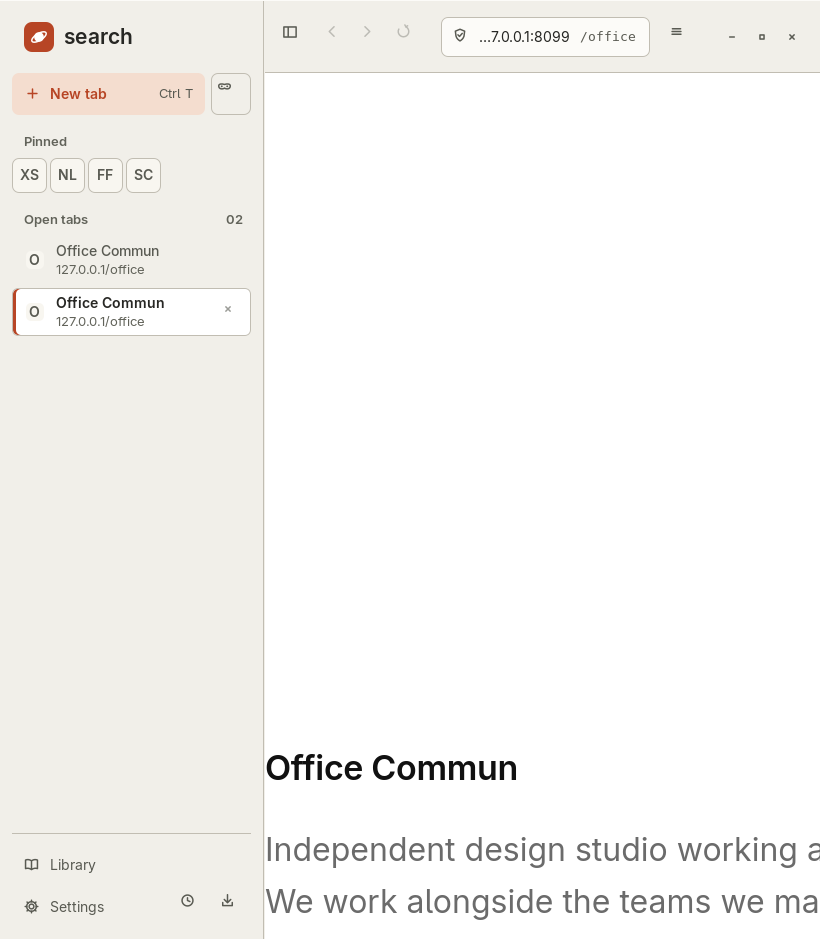 search
New tab Ctrl T
Pinned
XS NL FF SC
Open tabs 02
O Office Commun
127.0.0.1/office
O Office Commun
127.0.0.1/office
Library
Settings
...7.0.0.1:8099 /office
Office Commun
Independent design studio working a
We work alongside the teams we ma